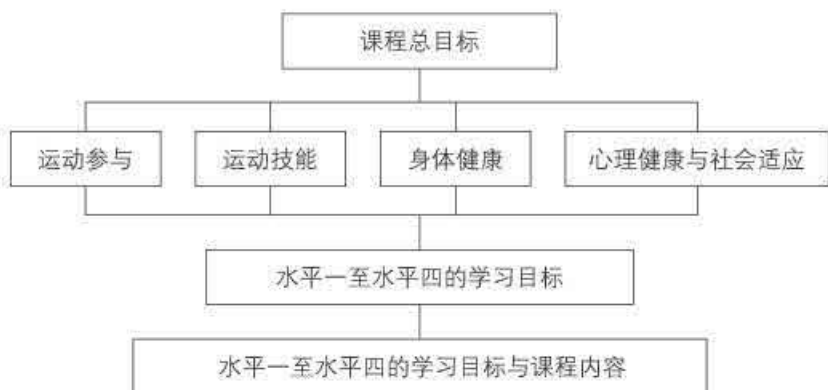 课程总目标
运动参与 运动技能 身体健康 心理健康与社会适应
水平一至水平四的学习目标
水平一至水平四的学习目标与课程内容